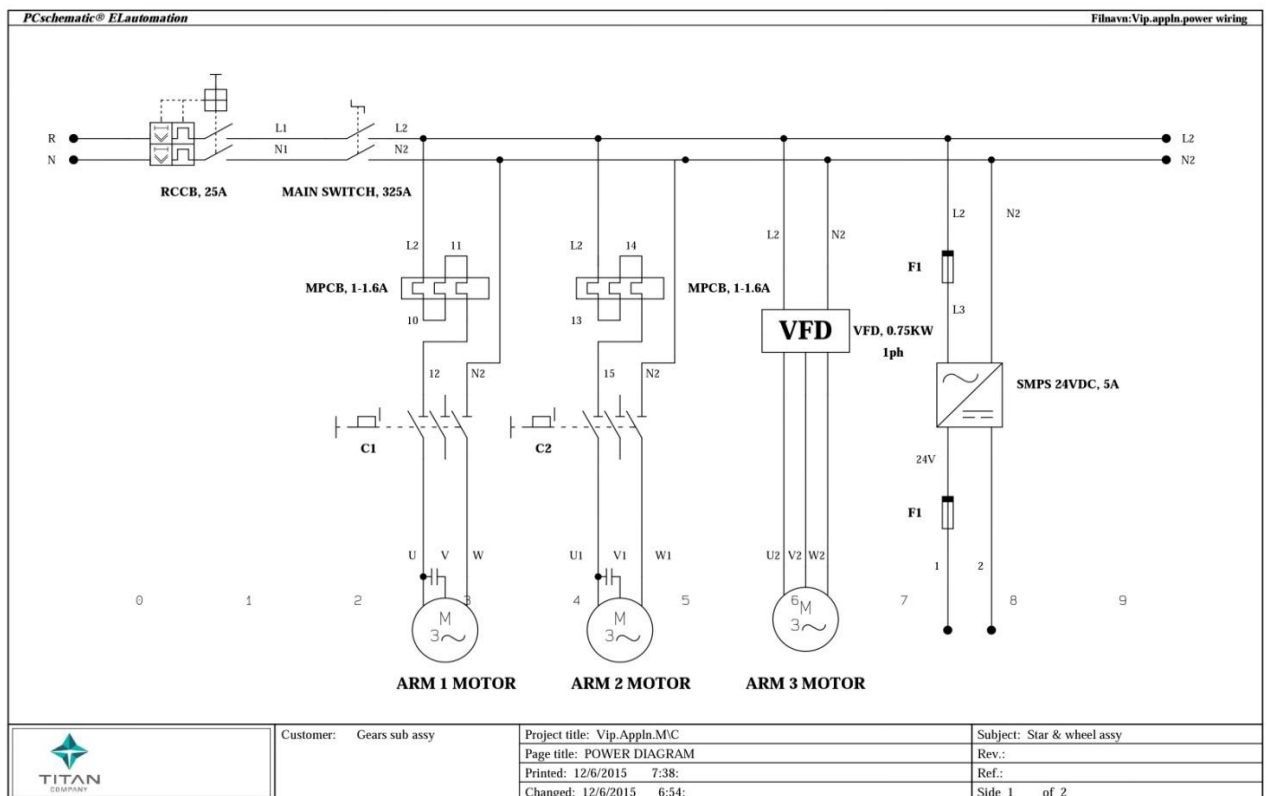 PCschematic® ELautomation
Filnavn:Vip.appln.power wiring
R L1 L2 L2
N N1 N2 N2
RCCB, 25A MAIN SWITCH, 325A
L2 N2
L2 N2
L2 11 L2 14
F1
MPCB, 1-1.6A MPCB, 1-1.6A
10 13 L3
VFD VFD, 0.75KW
1ph
12 N2 15 N2 SMPS 24VDC, 5A
C1 C2
24V
F1
U V W U1 V1 W1 U2 V2 W2
1 2
0 1 2 3 4 5 6 7 8 9
M M M
3 3 3
ARM 1 MOTOR ARM 2 MOTOR ARM 3 MOTOR
TITAN
COMPANY
Customer: Gears sub assy
Project title: Vip.Appln.M\C
Page title: POWER DIAGRAM
Printed: 12/6/2015 7:38:
Changed: 12/6/2015 6:54:
Subject: Star & wheel assy
Rev.:
Ref.:
Side 1 of 2